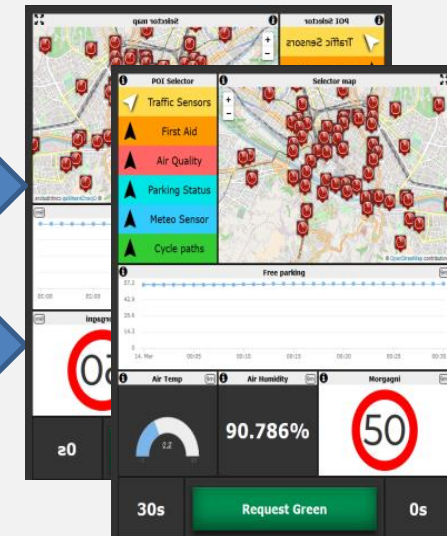 Selector map
POI Selector
Traffic Sensors
+
−
POI Selector
Selector map
Traffic Sensors
First Aid
Air Quality
Parking Status
Meteo Sensor
Cycle paths
+
−
© OpenStreetMap
Free parking
57.2
42.9
28.6
14.3
0
14. Mar
00:05
00:10
00:15
00:20
00:25
Air Temp
Air Humidity
Morgagni
0.2
90.786%
50
30s
Request Green
0s
0s